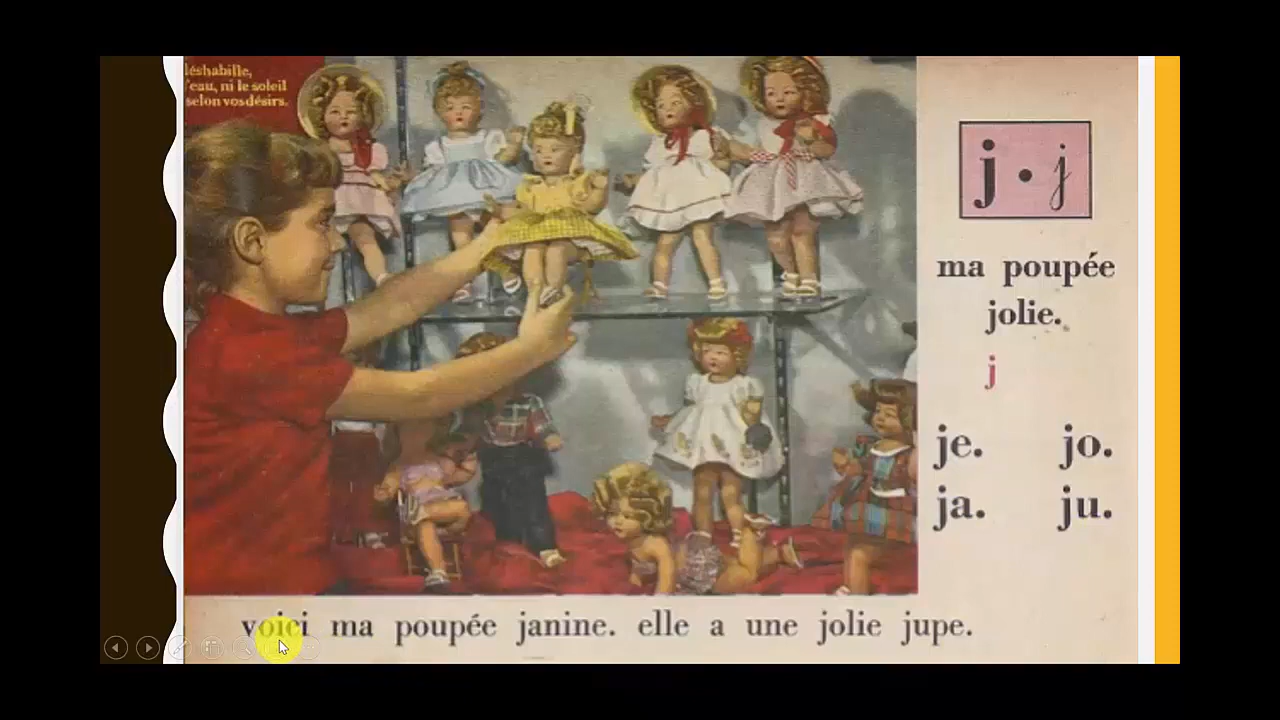 déshabille,
l'eau, ni le soleil
selon vos désirs.
j • j
ma poupée
jolie.
j
je. jo.
ja. ju.
voici ma poupée janine. elle a une jolie jupe.